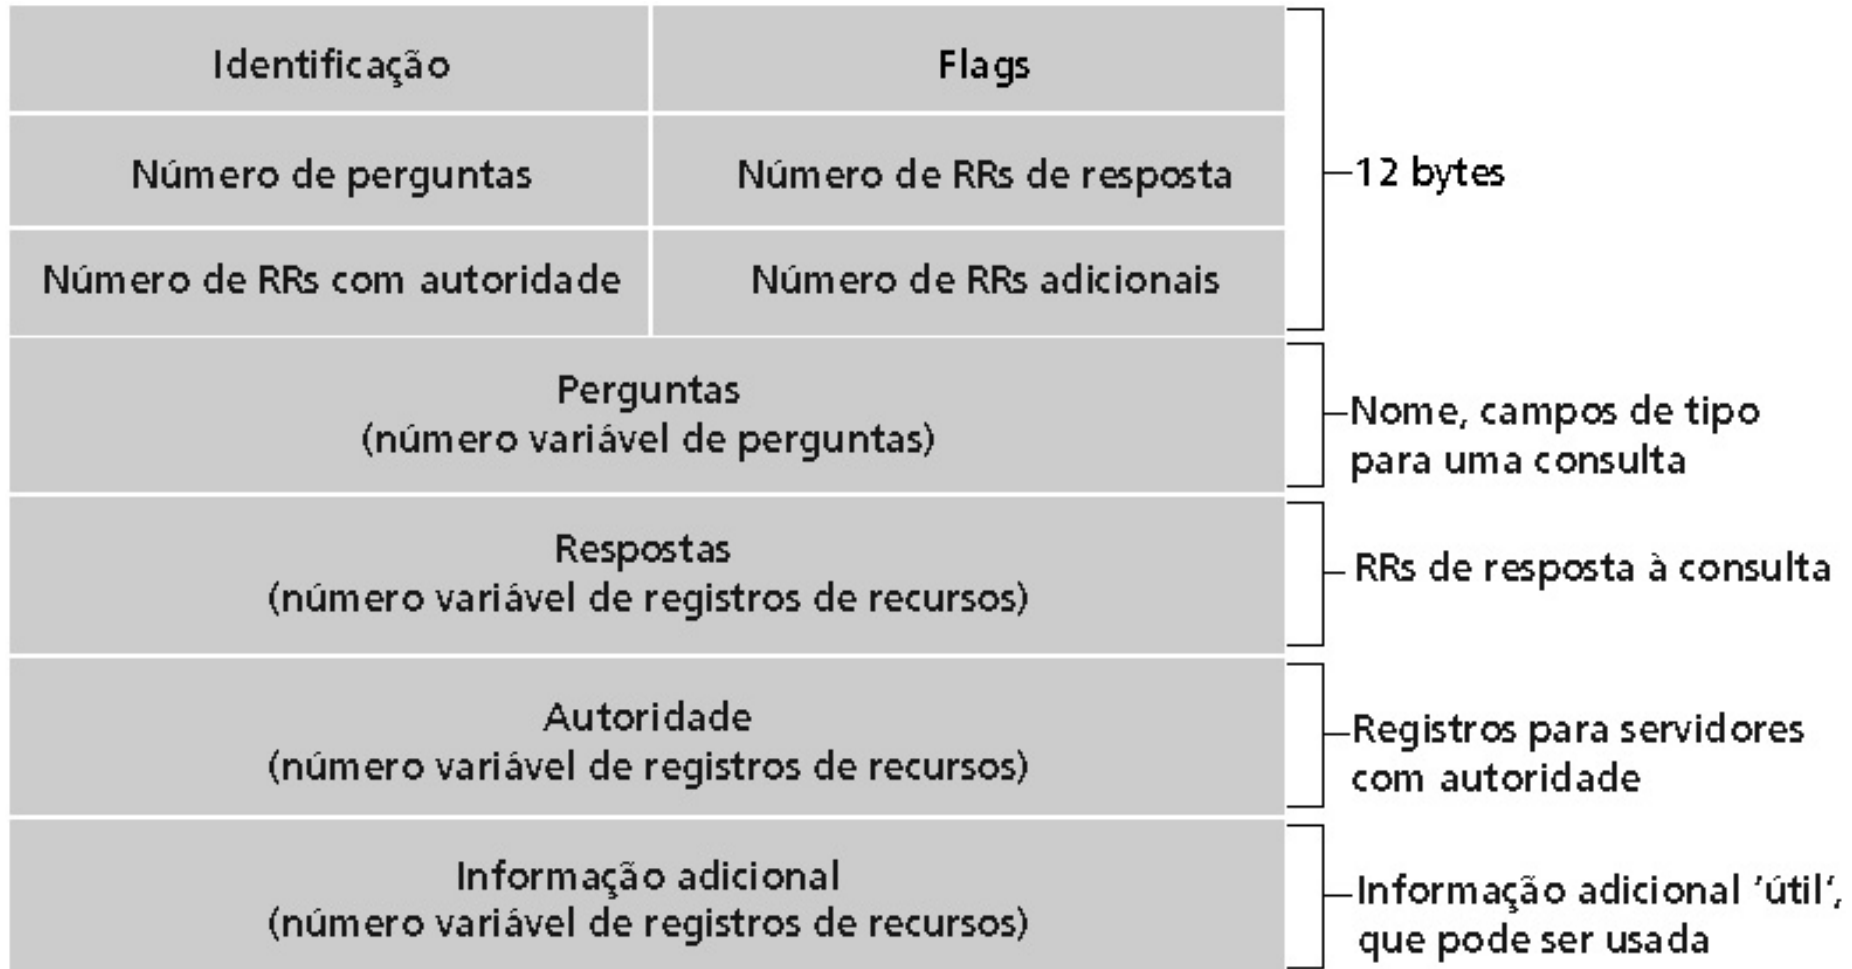 Identificação
Flags
Número de perguntas
Número de RRs de resposta
12 bytes
Número de RRs com autoridade
Número de RRs adicionais
Perguntas
(número variável de perguntas)
Nome, campos de tipo
para uma consulta
Respostas
(número variável de registros de recursos)
RRs de resposta à consulta
Autoridade
(número variável de registros de recursos)
Registros para servidores
com autoridade
Informação adicional
(número variável de registros de recursos)
Informação adicional ‘útil’,
que pode ser usada